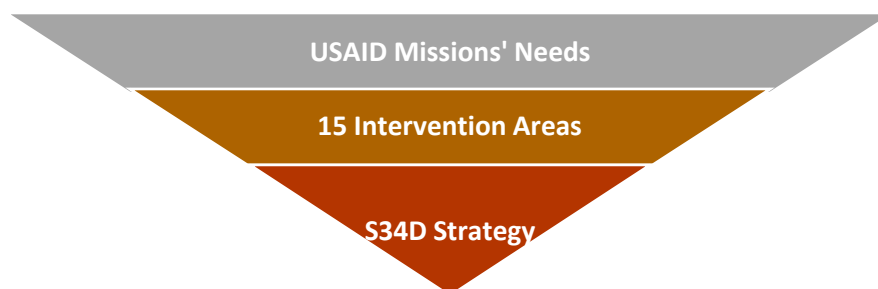 USAID Missions' Needs
15 Intervention Areas
S34D Strategy